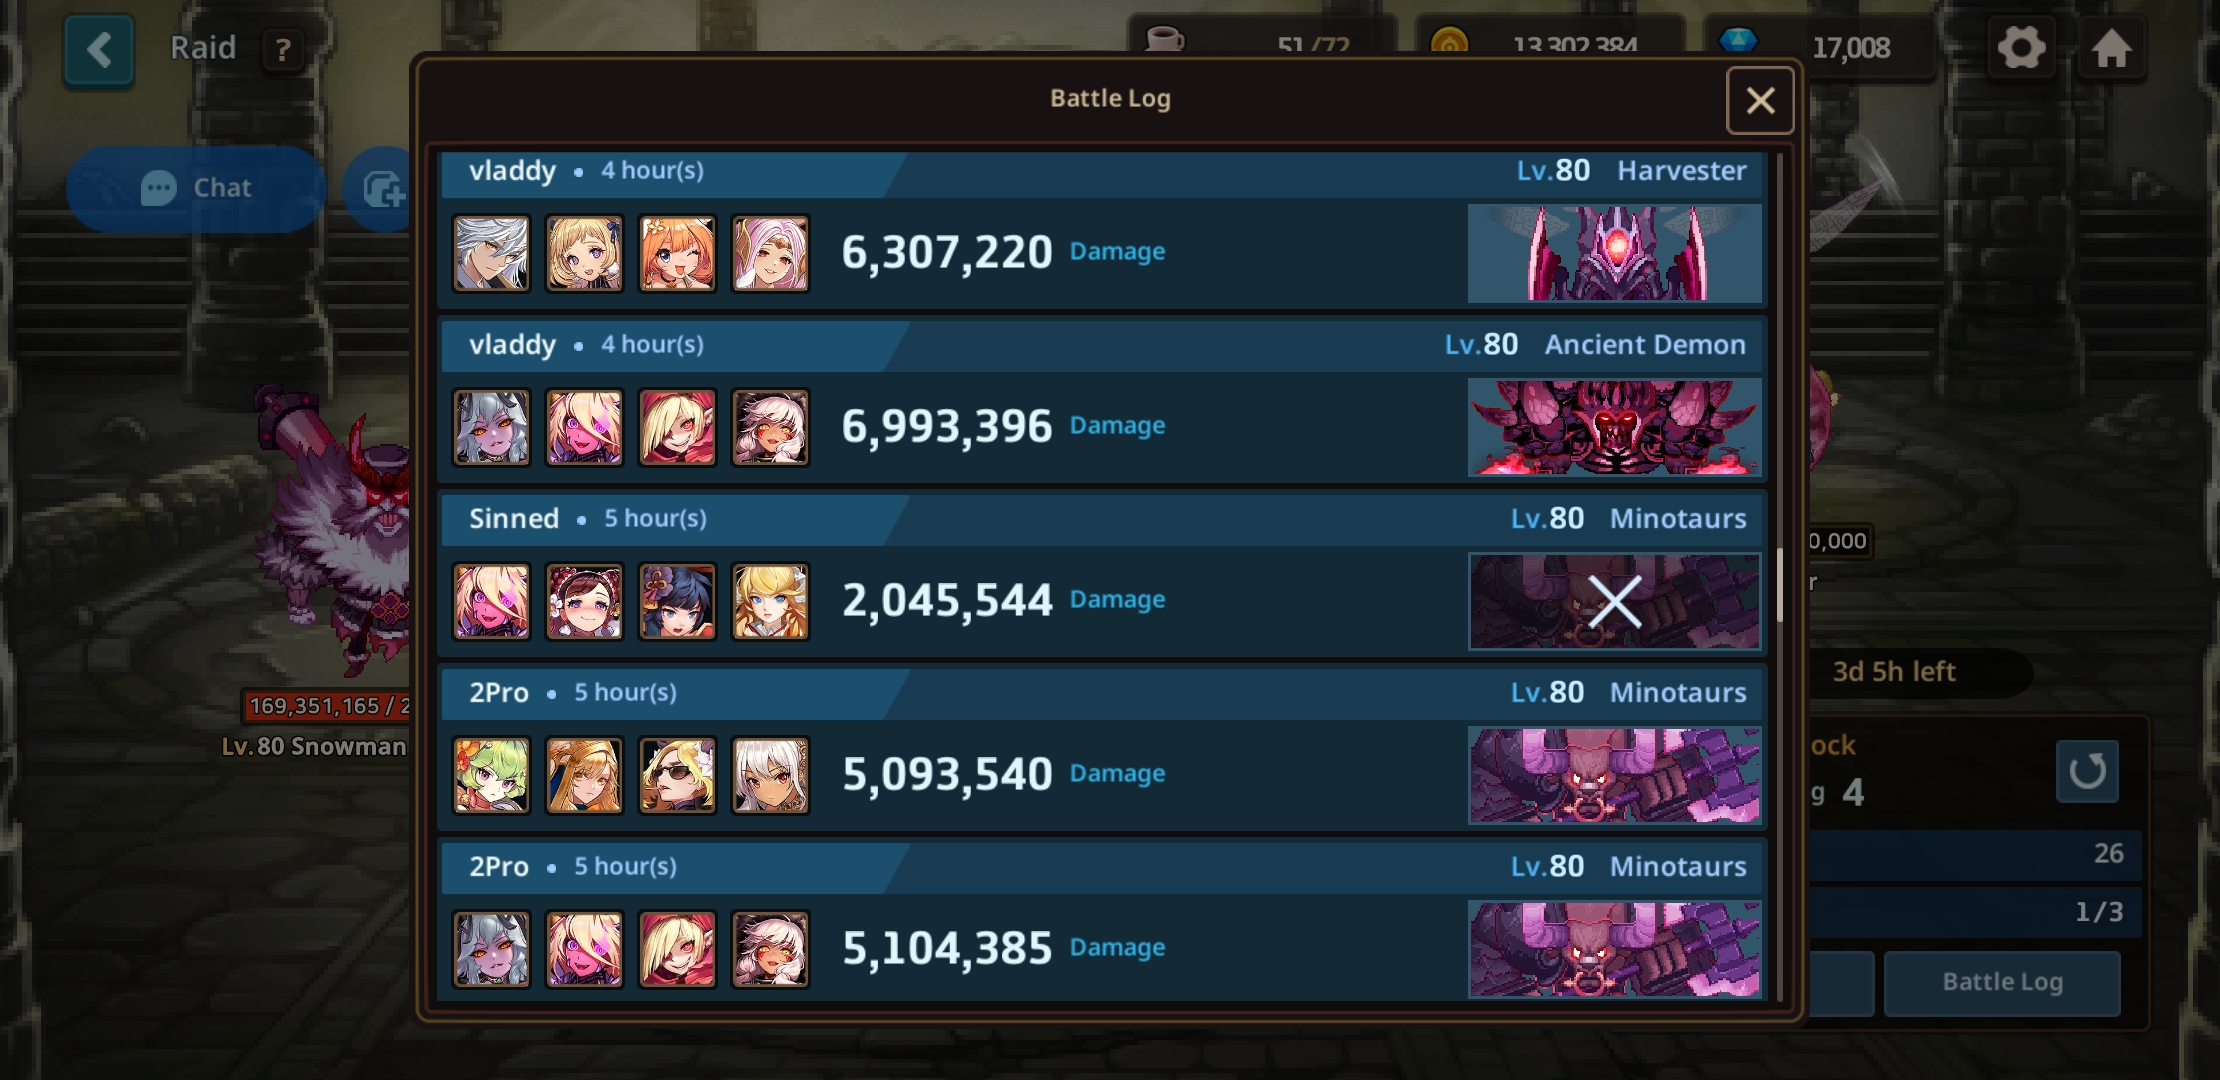 Raid
?
51/72
13,302,384
17,008
Battle Log
Chat
vladdy • 4 hour(s)
Lv.80 Harvester
6,307,220 Damage
vladdy • 4 hour(s)
Lv.80 Ancient Demon
6,993,396 Damage
Sinned • 5 hour(s)
Lv.80 Minotaurs
2,045,544 Damage
2Pro • 5 hour(s)
Lv.80 Minotaurs
5,093,540 Damage
2Pro • 5 hour(s)
Lv.80 Minotaurs
5,104,385 Damage
169,351,165 / 2
Lv.80 Snowman
0,000
r
3d 5h left
ock
g 4
26
1/3
Battle Log